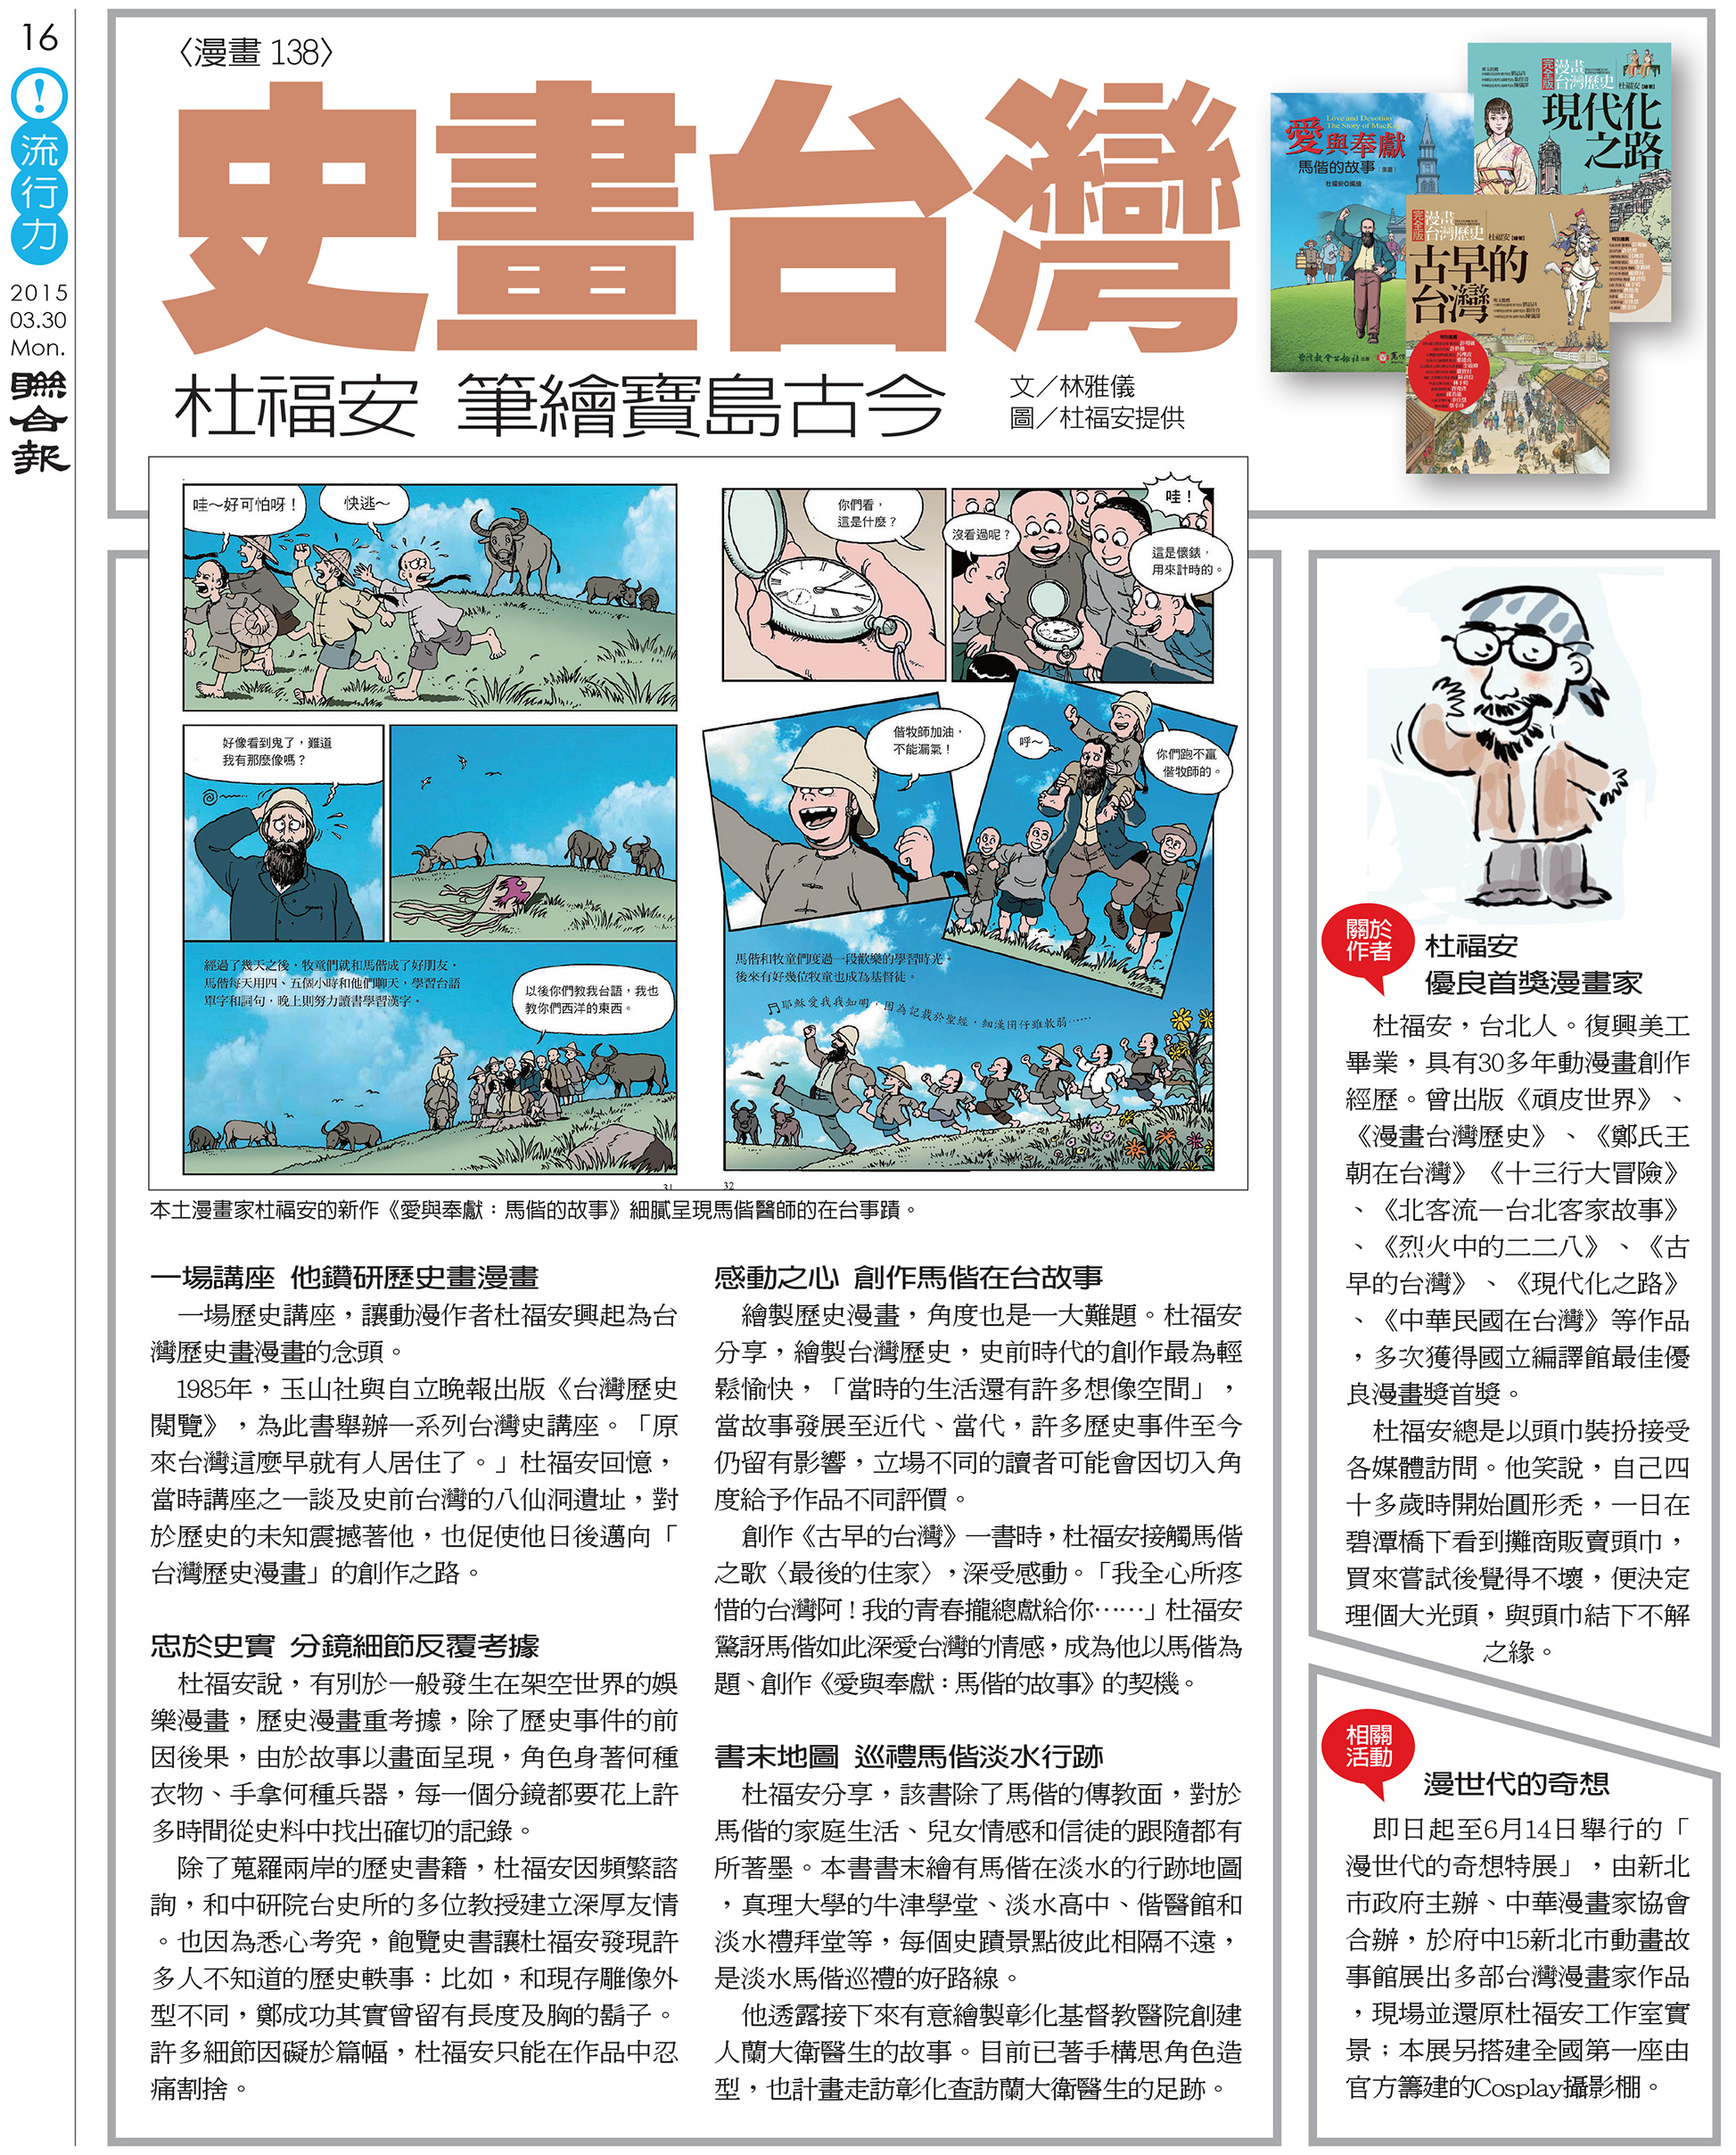 16
!
流行力
2015
03.30
Mon.
聯合報
〈漫畫 138〉
史畫台灣
杜福安 筆繪寶島古今
文／林雅儀
圖／杜福安提供
愛與奉獻
Love and Devotion
The Story of MacKay
馬偕的故事
杜福安◎編繪
台灣教會公報社
完全版
漫畫
台灣歷史
杜福安
現代化
之路
完全版
漫畫
台灣歷史
杜福安
古早的
台灣
哇～好可怕呀！
快逃～
好像看到鬼了，難道
我有那麼像嗎？
經過了幾天之後，牧童們就和馬偕成了好朋友，
馬偕每天用四、五個小時和他們聊天，學習台語
單字和詞句，晚上則努力讀書學習漢字。
以後你們教我台語，我也
教你們西洋的東西。
31
你們看，
這是什麼？
沒看過呢？
哇！
這是懷錶，
用來計時的。
偕牧師加油，
不能漏氣！
呼～
你們跑不贏
偕牧師的。
馬偕和牧童們度過一段歡樂的學習時光，
後來有好幾位牧童也成為基督徒。
耶穌愛我我知明，因為記載於聖經，細漢囝仔雖軟弱……
32
本土漫畫家杜福安的新作《愛與奉獻：馬偕的故事》細膩呈現馬偕醫師的在台事蹟。
一場講座 他鑽研歷史畫漫畫
一場歷史講座，讓動漫作者杜福安興起為台
灣歷史畫漫畫的念頭。
1985年，玉山社與自立晚報出版《台灣歷史
閱覽》，為此書舉辦一系列台灣史講座。「原
來台灣這麼早就有人居住了。」杜福安回憶，
當時講座之一談及史前台灣的八仙洞遺址，對
於歷史的未知震撼著他，也促使他日後邁向「
台灣歷史漫畫」的創作之路。
忠於史實 分鏡細節反覆考據
杜福安說，有別於一般發生在架空世界的娛
樂漫畫，歷史漫畫重考據，除了歷史事件的前
因後果，由於故事以畫面呈現，角色身著何種
衣物、手拿何種兵器，每一個分鏡都要花上許
多時間從史料中找出確切的記錄。
除了蒐羅兩岸的歷史書籍，杜福安因頻繁諮
詢，和中研院台史所的多位教授建立深厚友情
。也因為悉心考究，飽覽史書讓杜福安發現許
多人不知道的歷史軼事：比如，和現存雕像外
型不同，鄭成功其實曾留有長度及胸的鬍子。
許多細節因礙於篇幅，杜福安只能在作品中忍
痛割捨。
感動之心 創作馬偕在台故事
繪製歷史漫畫，角度也是一大難題。杜福安
分享，繪製台灣歷史，史前時代的創作最為輕
鬆愉快，「當時的生活還有許多想像空間」，
當故事發展至近代、當代，許多歷史事件至今
仍留有影響，立場不同的讀者可能會因切入角
度給予作品不同評價。
創作《古早的台灣》一書時，杜福安接觸馬偕
之歌〈最後的住家〉，深受感動。「我全心所疼
惜的台灣阿！我的青春攏總獻給你……」杜福安
驚訝馬偕如此深愛台灣的情感，成為他以馬偕為
題、創作《愛與奉獻：馬偕的故事》的契機。
書末地圖 巡禮馬偕淡水行跡
杜福安分享，該書除了馬偕的傳教面，對於
馬偕的家庭生活、兒女情感和信徒的跟隨都有
所著墨。本書書末繪有馬偕在淡水的行跡地圖
，真理大學的牛津學堂、淡水高中、偕醫館和
淡水禮拜堂等，每個史蹟景點彼此相隔不遠，
是淡水馬偕巡禮的好路線。
他透露接下來有意繪製彰化基督教醫院創建
人蘭大衛醫生的故事。目前已著手構思角色造
型，也計畫走訪彰化查訪蘭大衛醫生的足跡。
關於
作者
杜福安
優良首獎漫畫家
杜福安，台北人。復興美工
畢業，具有30多年動漫畫創作
經歷。曾出版《頑皮世界》、
《漫畫台灣歷史》、《鄭氏王
朝在台灣》《十三行大冒險》
、《北客流—台北客家故事》
、《烈火中的二二八》、《古
早的台灣》、《現代化之路》
、《中華民國在台灣》等作品
，多次獲得國立編譯館最佳優
良漫畫獎首獎。
杜福安總是以頭巾裝扮接受
各媒體訪問。他笑說，自己四
十多歲時開始圓形禿，一日在
碧潭橋下看到攤商販賣頭巾，
買來嘗試後覺得不壞，便決定
理個大光頭，與頭巾結下不解
之緣。
相關
活動
漫世代的奇想
即日起至6月14日舉行的「
漫世代的奇想特展」，由新北
市政府主辦、中華漫畫家協會
合辦，於府中15新北市動畫故
事館展出多部台灣漫畫家作品
，現場並還原杜福安工作室實
景；本展另搭建全國第一座由
官方籌建的Cosplay攝影棚。